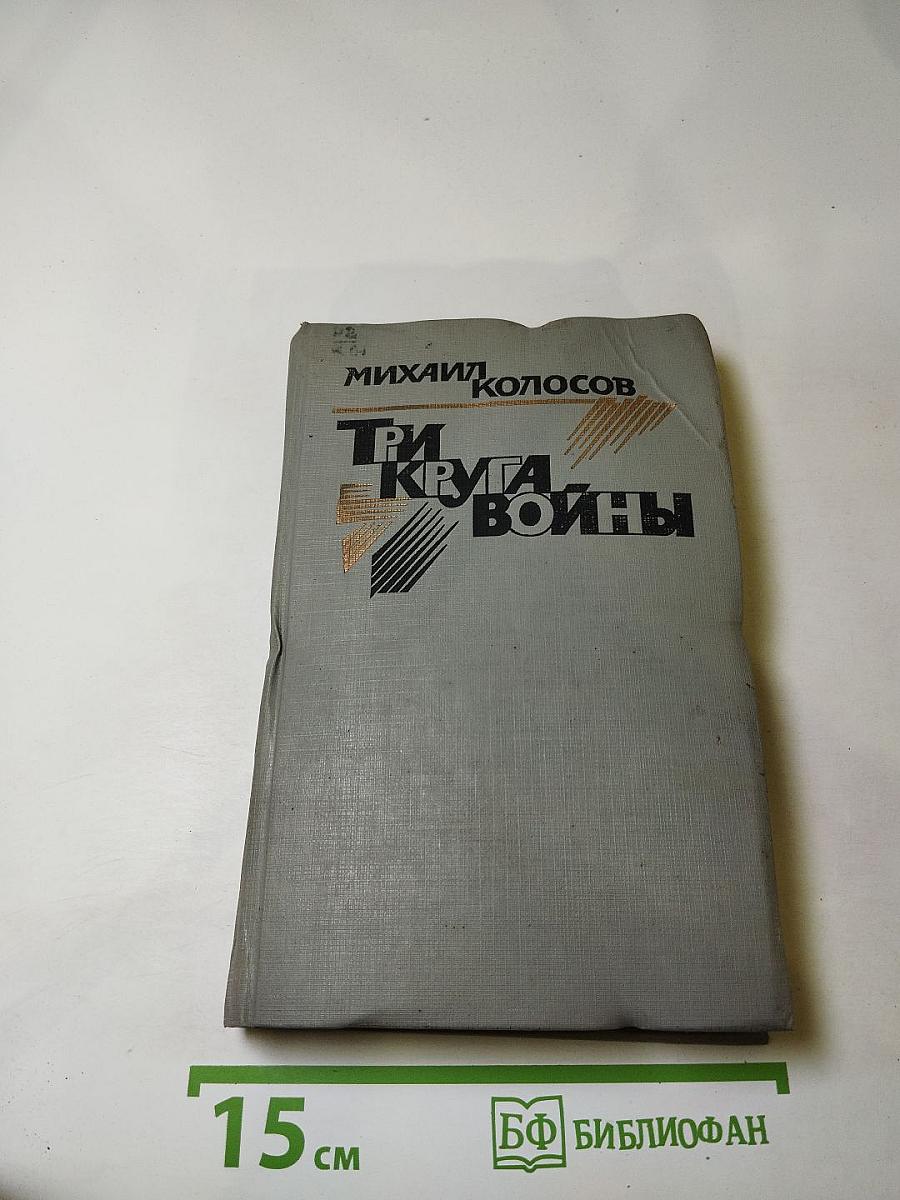 МИХАИЛ
КОЛОСОВ
ТРИ
КРУГА
ВОЙНЫ
15 см
БФ БИБЛИОФАН